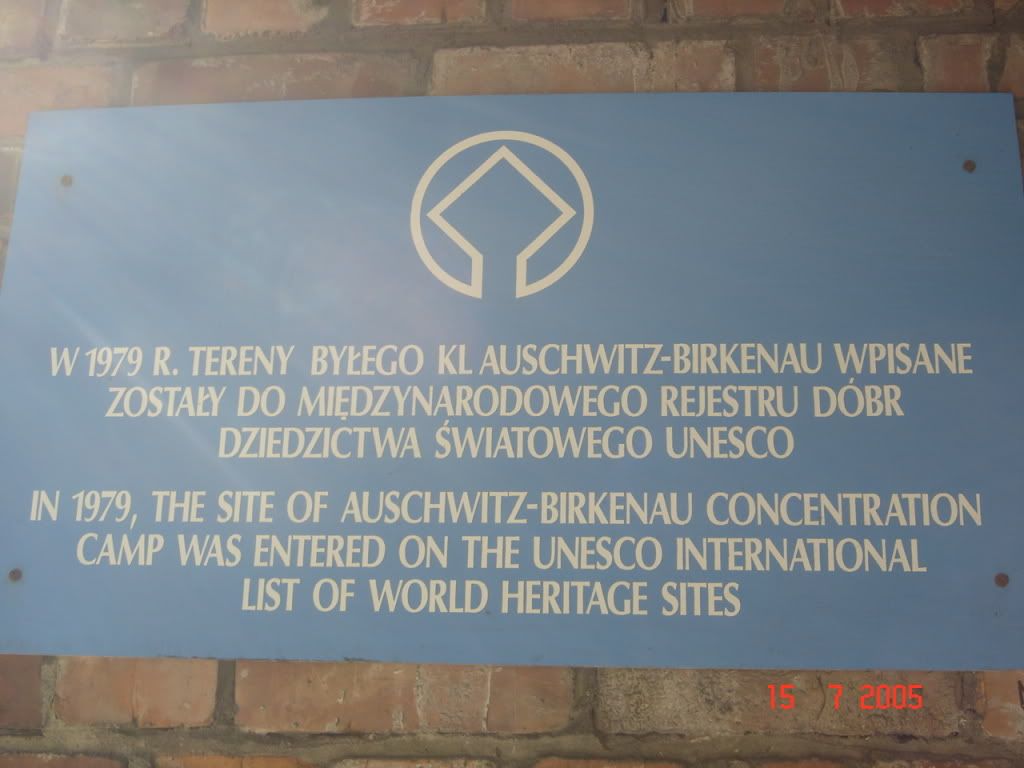 W 1979 R. TERENY BYŁEGO KL AUSCHWITZ-BIRKENAU WPISANE
ZOSTAŁY DO MIĘDZYNARODOWEGO REJESTRU DÓBR
DZIEDZICTWA ŚWIATOWEGO UNESCO
IN 1979, THE SITE OF AUSCHWITZ-BIRKENAU CONCENTRATION
CAMP WAS ENTERED ON THE UNESCO INTERNATIONAL
LIST OF WORLD HERITAGE SITES
15 7 2005